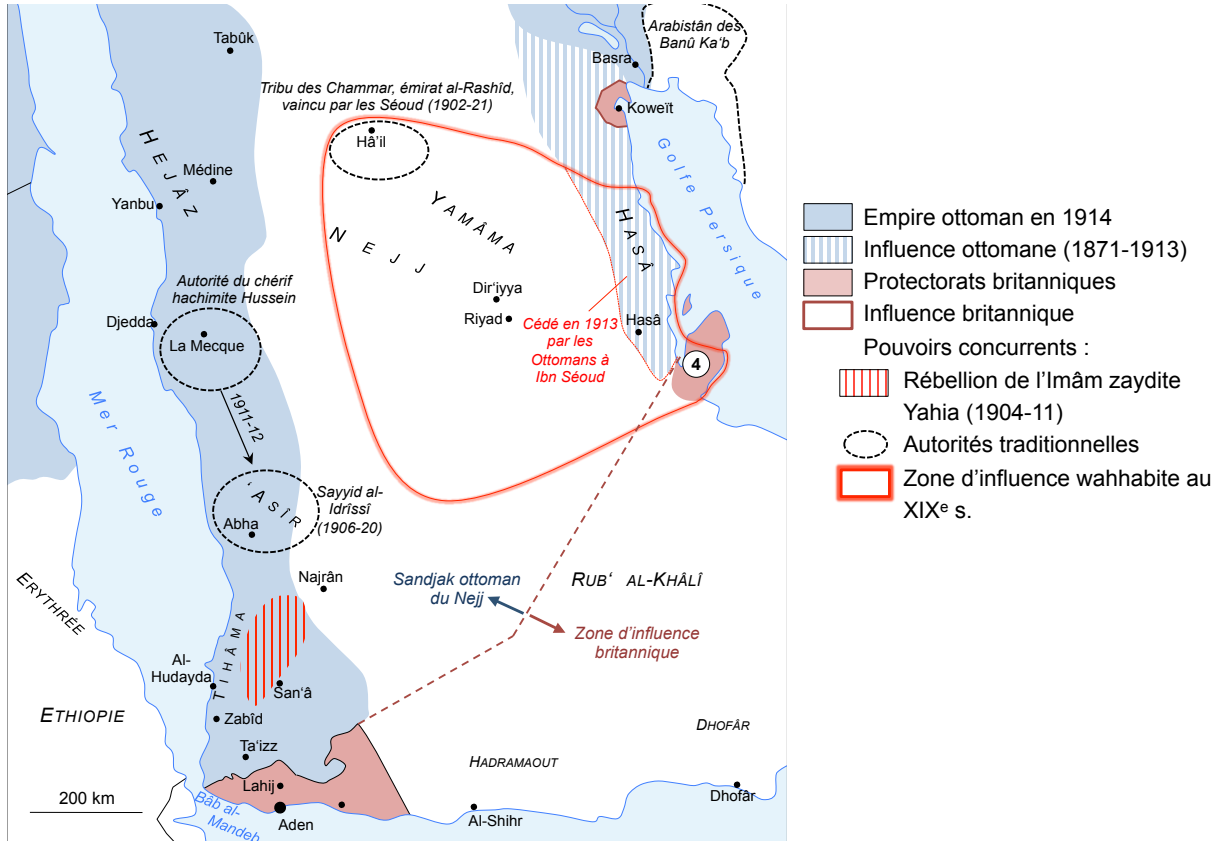 Tabûk
Arabistân des
Banû Ka‘b
Basra
Tribu des Chammar, émirat al-Rashîd,
vaincu par les Séoud (1902-21)
Koweït
Hâ’il
HEJÂZ
Golfe Persique
Médine
Yanbu
YAMÂMA
NEJJ
HASÂ
Autorité du chérif
hachimite Hussein
Djedda
La Mecque
Dir‘iyya
Riyad
Cédé en 1913
par les
Ottomans à
Ibn Séoud
Hasâ
4
Mer Rouge
1911-12
‘ASÎR
Sayyid al-
Idrîssî
(1906-20)
Abha
Najrân
ERYTHRÉE
Sandjak ottoman
du Nejj
RUB‘ AL-KHÂLÎ
Zone d’influence
britannique
TIHÂMA
Al-
Hudayda
San‘â
ETHIOPIE
Zabîd
Ta‘izz
DHOFÂR
HADRAMAOUT
Lahij
200 km
Bâb al-
Mandeb
Aden
Al-Shihr
Dhofâr
Empire ottoman en 1914
Influence ottomane (1871-1913)
Protectorats britanniques
Influence britannique
Pouvoirs concurrents :
Rébellion de l’Imâm zaydite
Yahia (1904-11)
Autorités traditionnelles
Zone d’influence wahhabite au
XIXe s.